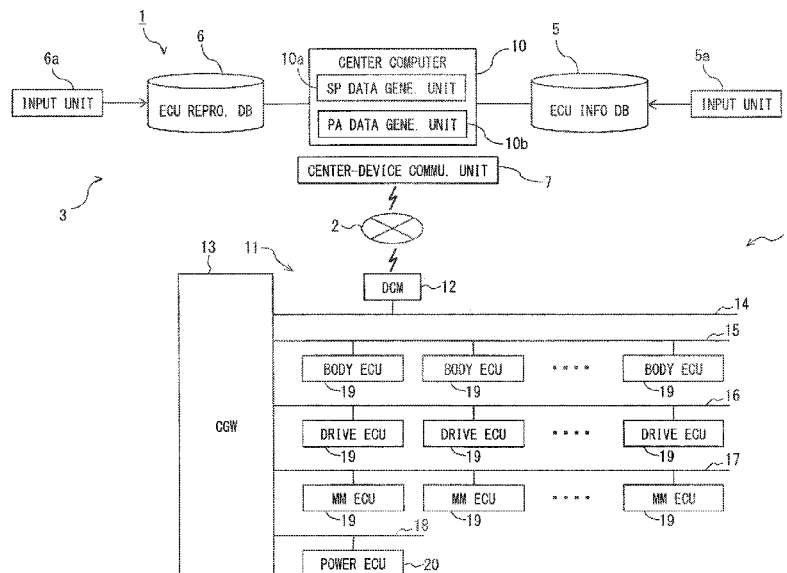 1
6
10
5
6a
10a
CENTER COMPUTER
5a
INPUT UNIT
ECU REPRO. DB
SP DATA GENE. UNIT
ECU INFO DB
INPUT UNIT
PA DATA GENE. UNIT
10b
CENTER-DEVICE COMMU. UNIT
7
3
2
13
11
DCM
12
14
15
BODY ECU
BODY ECU
BODY ECU
19
19
19
16
CGW
DRIVE ECU
DRIVE ECU
DRIVE ECU
19
19
19
17
MM ECU
MM ECU
MM ECU
19
19
19
18
POWER ECU
20